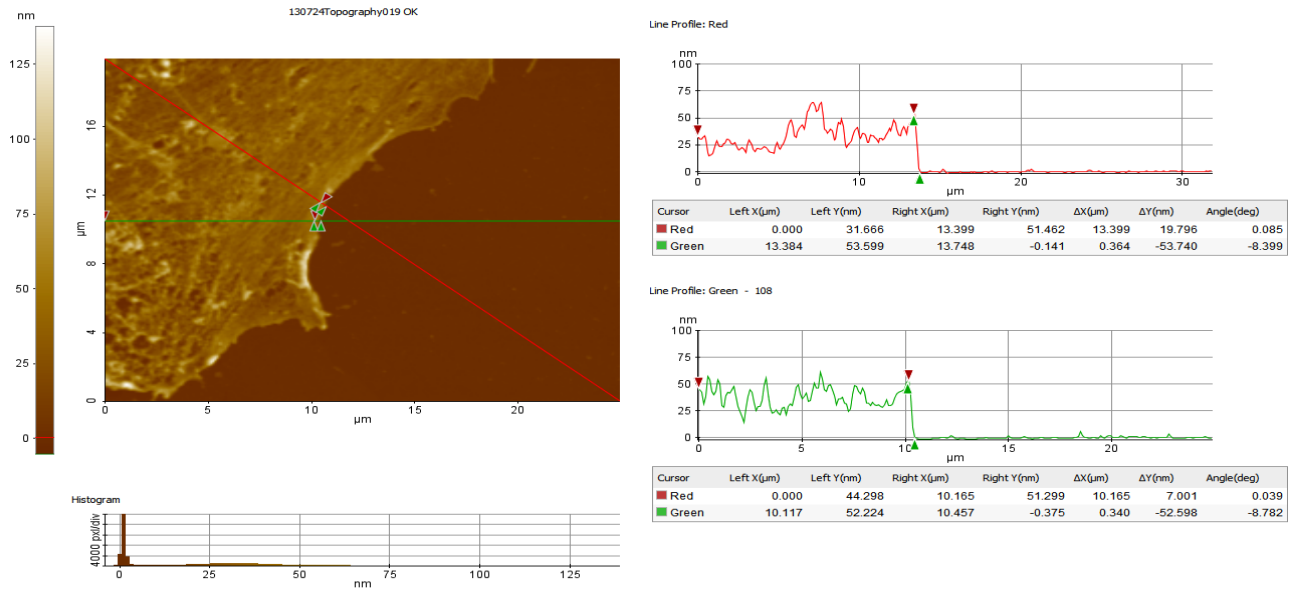 130724Topography019 OK
nm
125
100
75
50
25
0
16
12
8
4
0
µm
0 5 10 15 20
µm
Histogram
4000 pxl/div
0 25 50 75 100 125
nm
Line Profile: Red
nm
100
75
50
25
0
0 10 20 30
µm
Cursor Left X(µm) Left Y(nm) Right X(µm) Right Y(nm) ΔX(µm) ΔY(nm) Angle(deg)
Red 0.000 31.666 13.399 51.462 13.399 19.796 0.085
Green 13.384 53.599 13.748 -0.141 0.364 -53.740 -8.399
Line Profile: Green - 108
nm
100
75
50
25
0
0 5 10 15 20
µm
Cursor Left X(µm) Left Y(nm) Right X(µm) Right Y(nm) ΔX(µm) ΔY(nm) Angle(deg)
Red 0.000 44.298 10.165 51.299 10.165 7.001 0.039
Green 10.117 52.224 10.457 -0.375 0.340 -52.598 -8.782